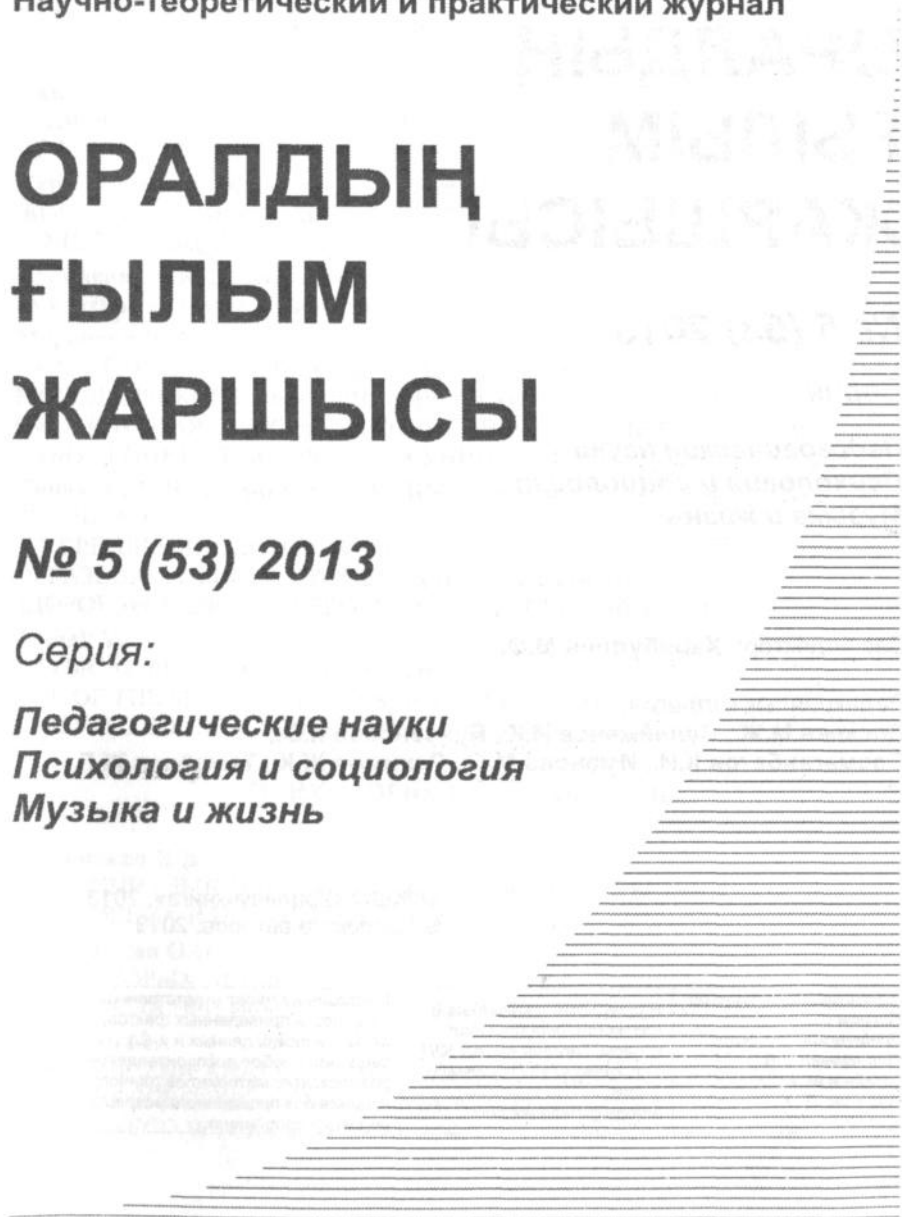 Научно-теоретический и практический журнал
ОРАЛДЫҢ
ҒЫЛЫМ
ЖАРШЫСЫ
№ 5 (53) 2013
Серия:
Педагогические науки
Психология и социология
Музыка и жизнь